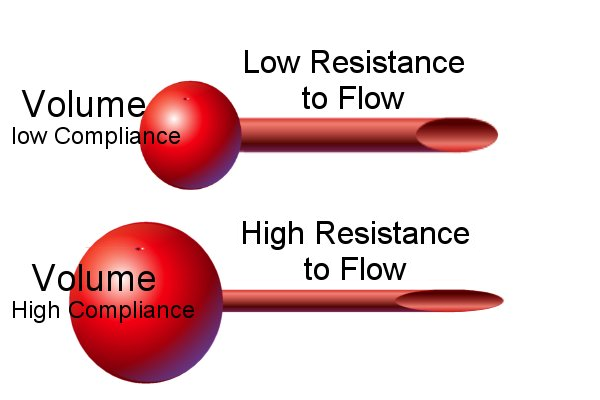 Low Resistance
to Flow
Volume
low Compliance
High Resistance
to Flow
Volume
High Compliance